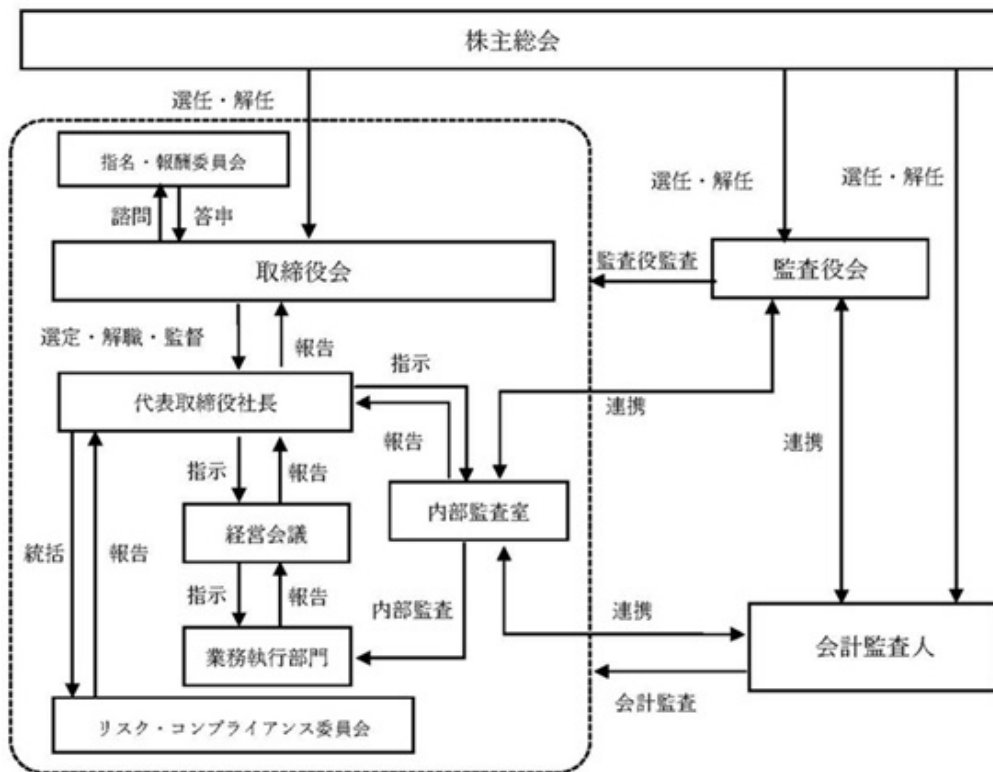 株主総会
選任・解任
指名・報酬委員会
選任・解任
選任・解任
諮問
答申
取締役会
監査役監査
監査役会
選定・解職・監督
報告
指示
代表取締役社長
連携
報告
連携
指示
報告
内部監査室
経営会議
統括
報告
指示
報告
内部監査
連携
業務執行部門
会計監査人
会計監査
リスク・コンプライアンス委員会